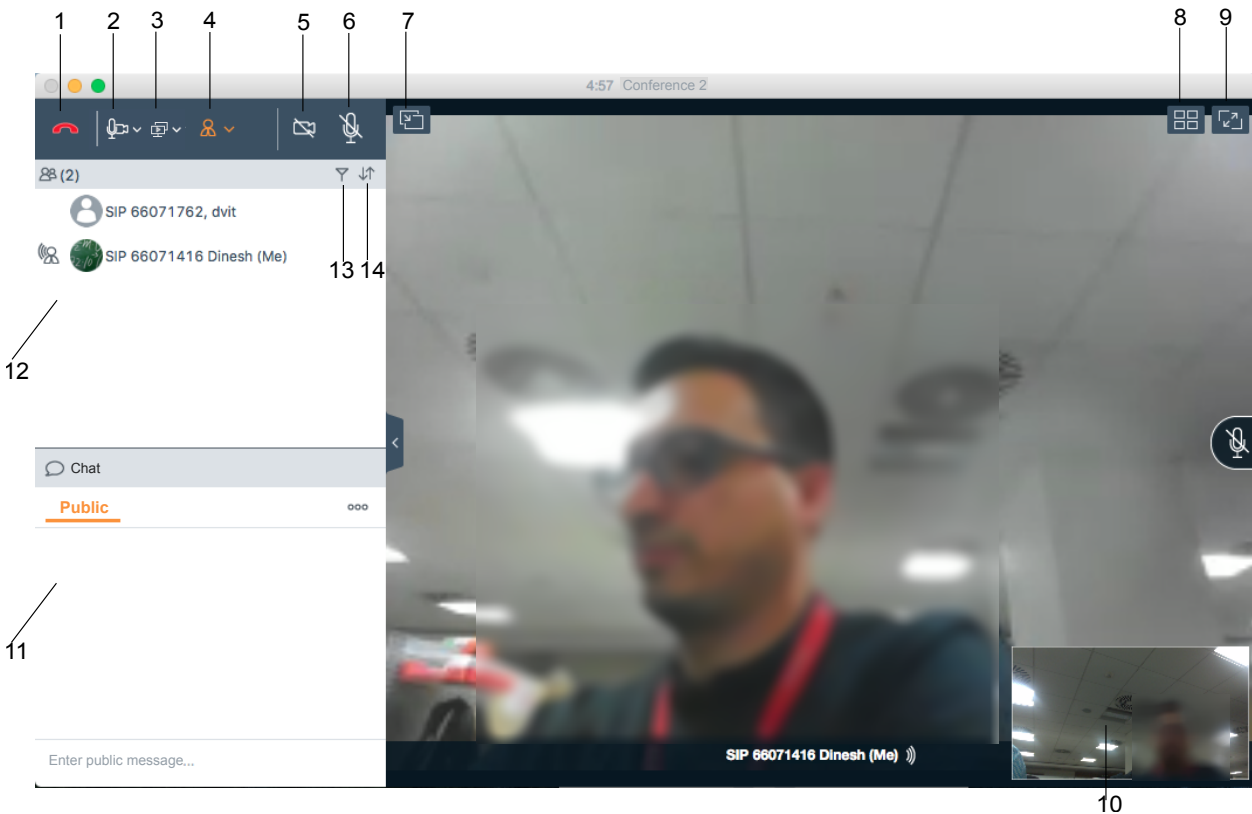 1 2 3 4 5 6 7 8 9
4:57 Conference 2
(2)
SIP 66071762, dvit
SIP 66071416 Dinesh (Me)
13 14
12
Chat
Public
11
SIP 66071416 Dinesh (Me)
Enter public message...
10